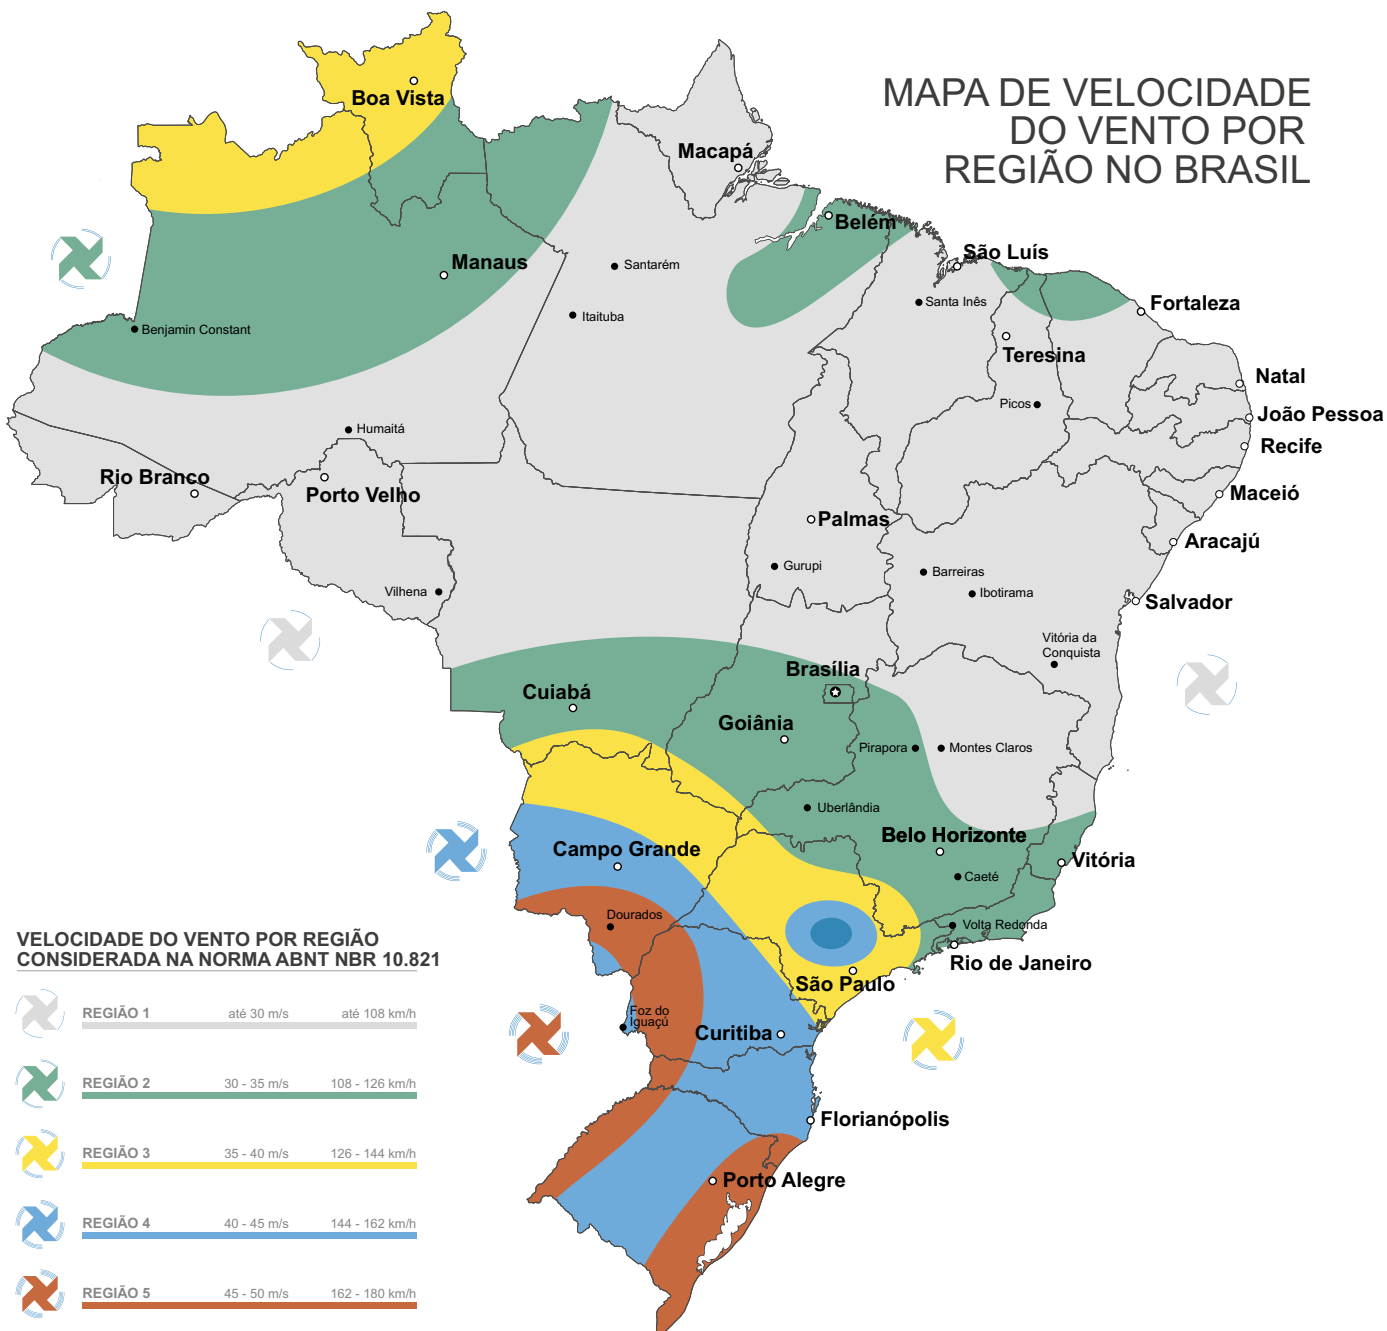 MAPA DE VELOCIDADE
DO VENTO POR
REGIÃO NO BRASIL
Boa Vista
Macapá
Belém
Manaus
Santarém
São Luís
Santa Inês
Fortaleza
Itaituba
Benjamin Constant
Teresina
Natal
Picos
João Pessoa
Humaitá
Recife
Rio Branco
Porto Velho
Maceió
Palmas
Aracajú
Gurupi
Barreiras
Vilhena
Ibotirama
Salvador
Vitória da
Conquista
Brasília
Cuiabá
Goiânia
Pirapora
Montes Claros
Uberlândia
Belo Horizonte
Campo Grande
Vitória
Caeté
Dourados
Volta Redonda
Rio de Janeiro
São Paulo
Foz do
Iguaçú
Curitiba
Florianópolis
Porto Alegre
VELOCIDADE DO VENTO POR REGIÃO
CONSIDERADA NA NORMA ABNT NBR 10.821
REGIÃO 1 até 30 m/s até 108 km/h
REGIÃO 2 30 - 35 m/s 108 - 126 km/h
REGIÃO 3 35 - 40 m/s 126 - 144 km/h
REGIÃO 4 40 - 45 m/s 144 - 162 km/h
REGIÃO 5 45 - 50 m/s 162 - 180 km/h